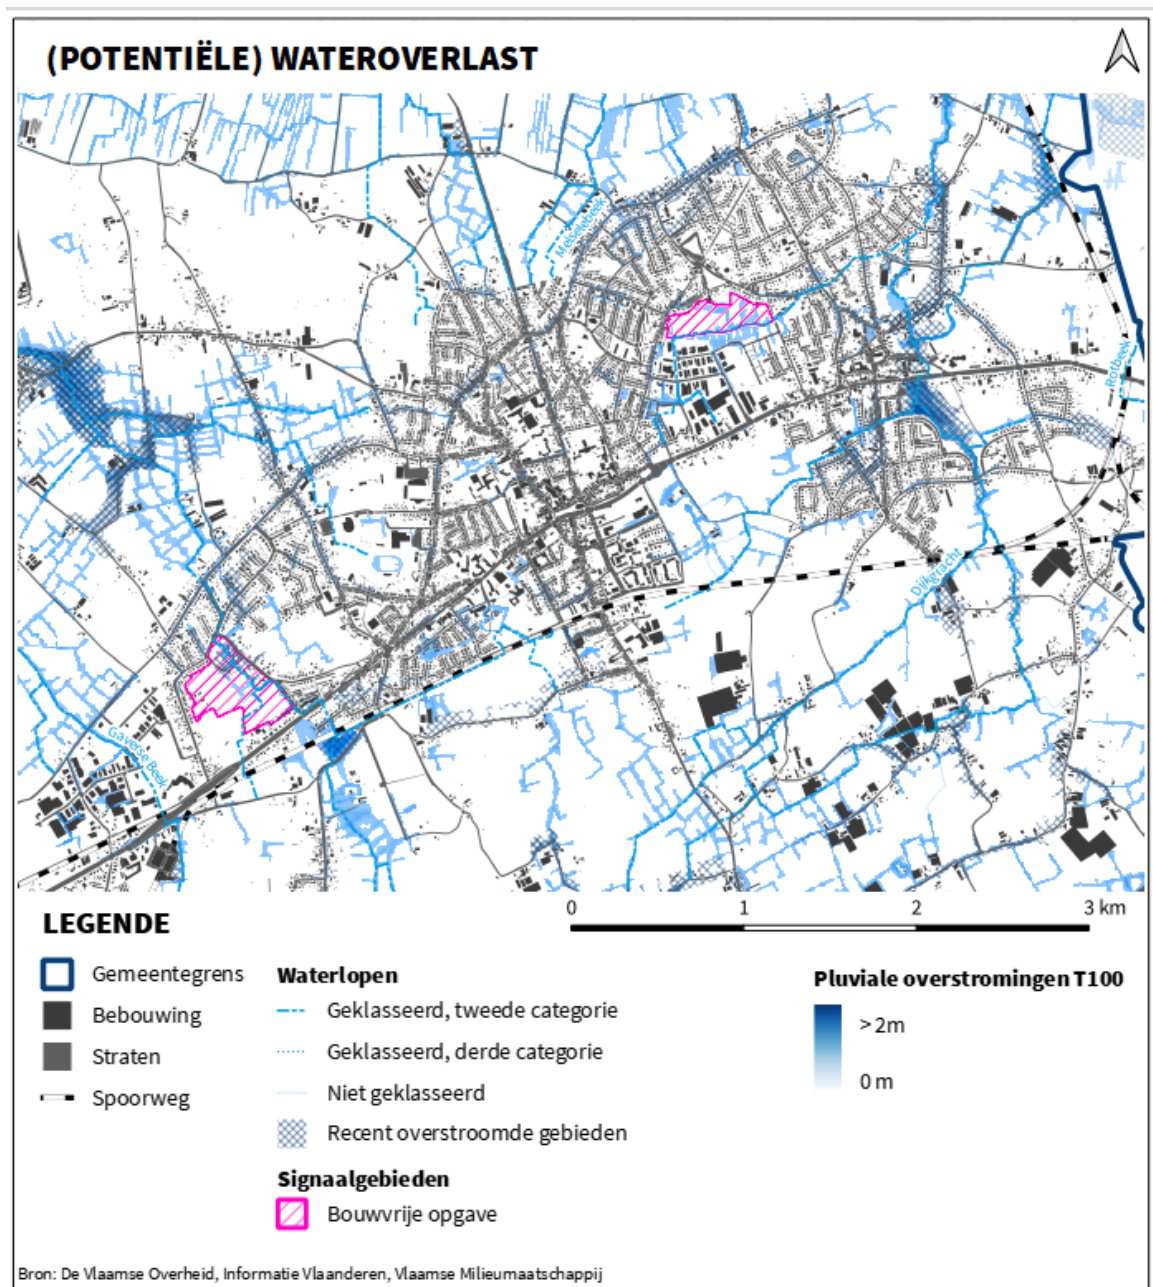 (POTENTIËLE) WATEROVERLAST
Meiselbeek
Rotbeek
Dijkgracht
Gaverse Beek
0 1 2 3 km
LEGENDE
Gemeentegrens
Bebouwing
Straten
Spoorweg
Waterlopen
Geklasseerd, tweede categorie
Geklasseerd, derde categorie
Niet geklasseerd
Recent overstroomde gebieden
Signaalgebieden
Bouwvrije opgave
Pluviale overstromingen T100
> 2m
0 m
Bron: De Vlaamse Overheid, Informatie Vlaanderen, Vlaamse Milieumaatschappij